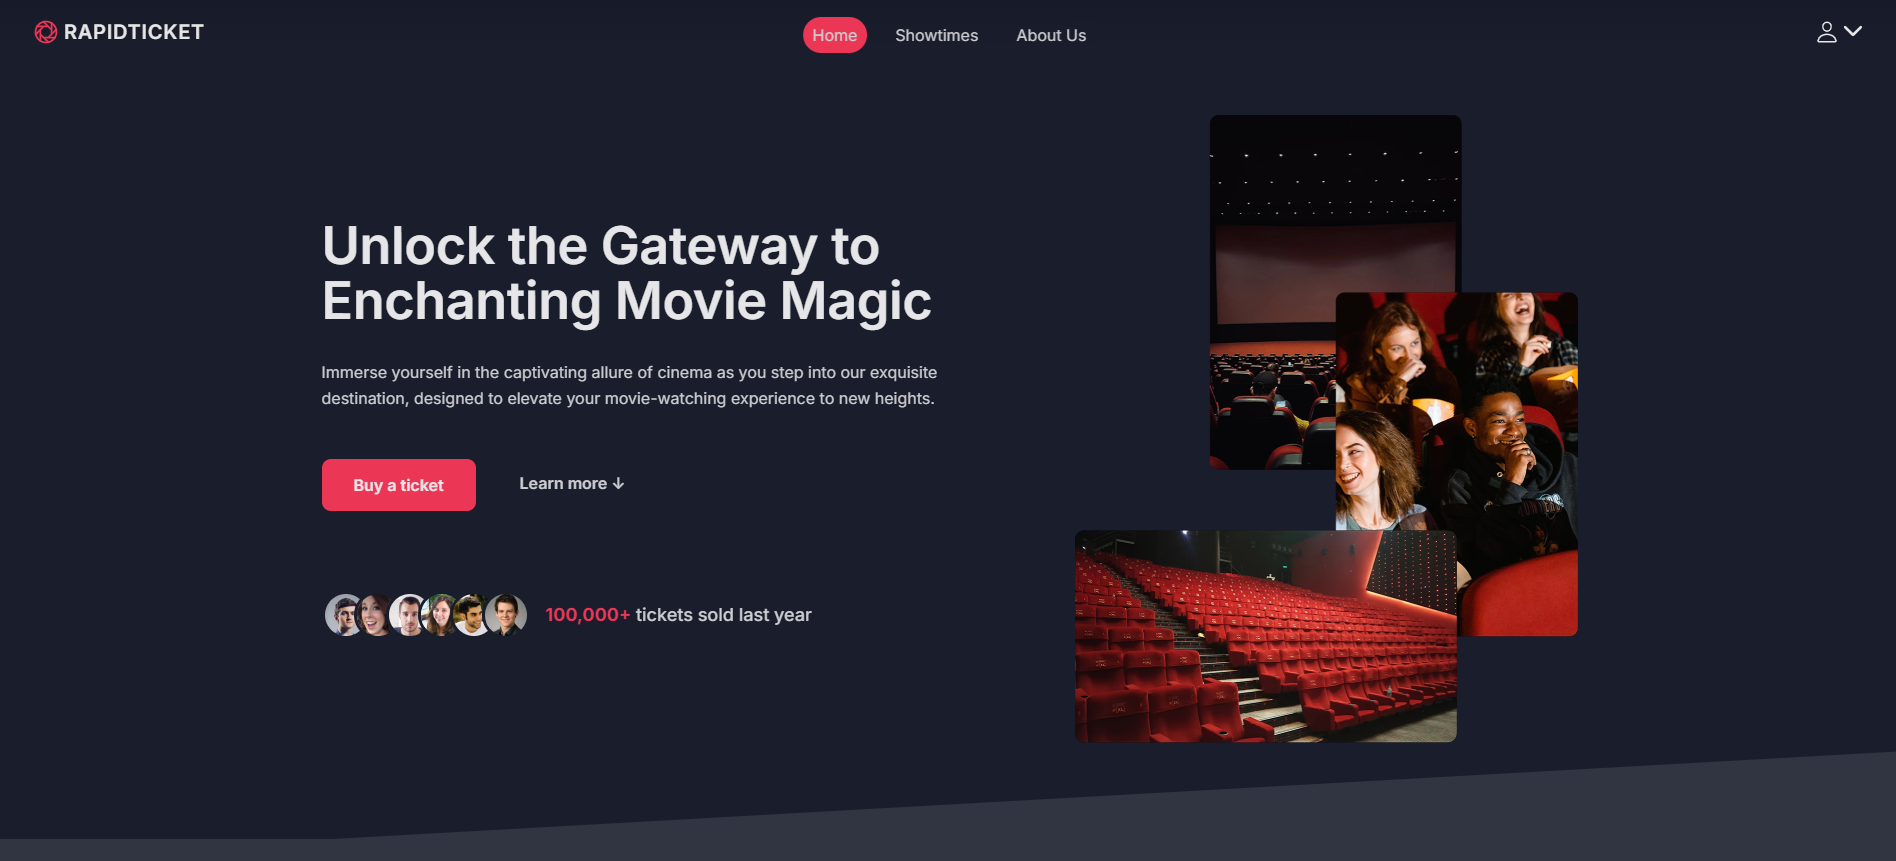 RAPIDTICKET
Home
Showtimes
About Us
Unlock the Gateway to
Enchanting Movie Magic
Immerse yourself in the captivating allure of cinema as you step into our exquisite
destination, designed to elevate your movie-watching experience to new heights.
Buy a ticket
Learn more ↓
100,000+ tickets sold last year